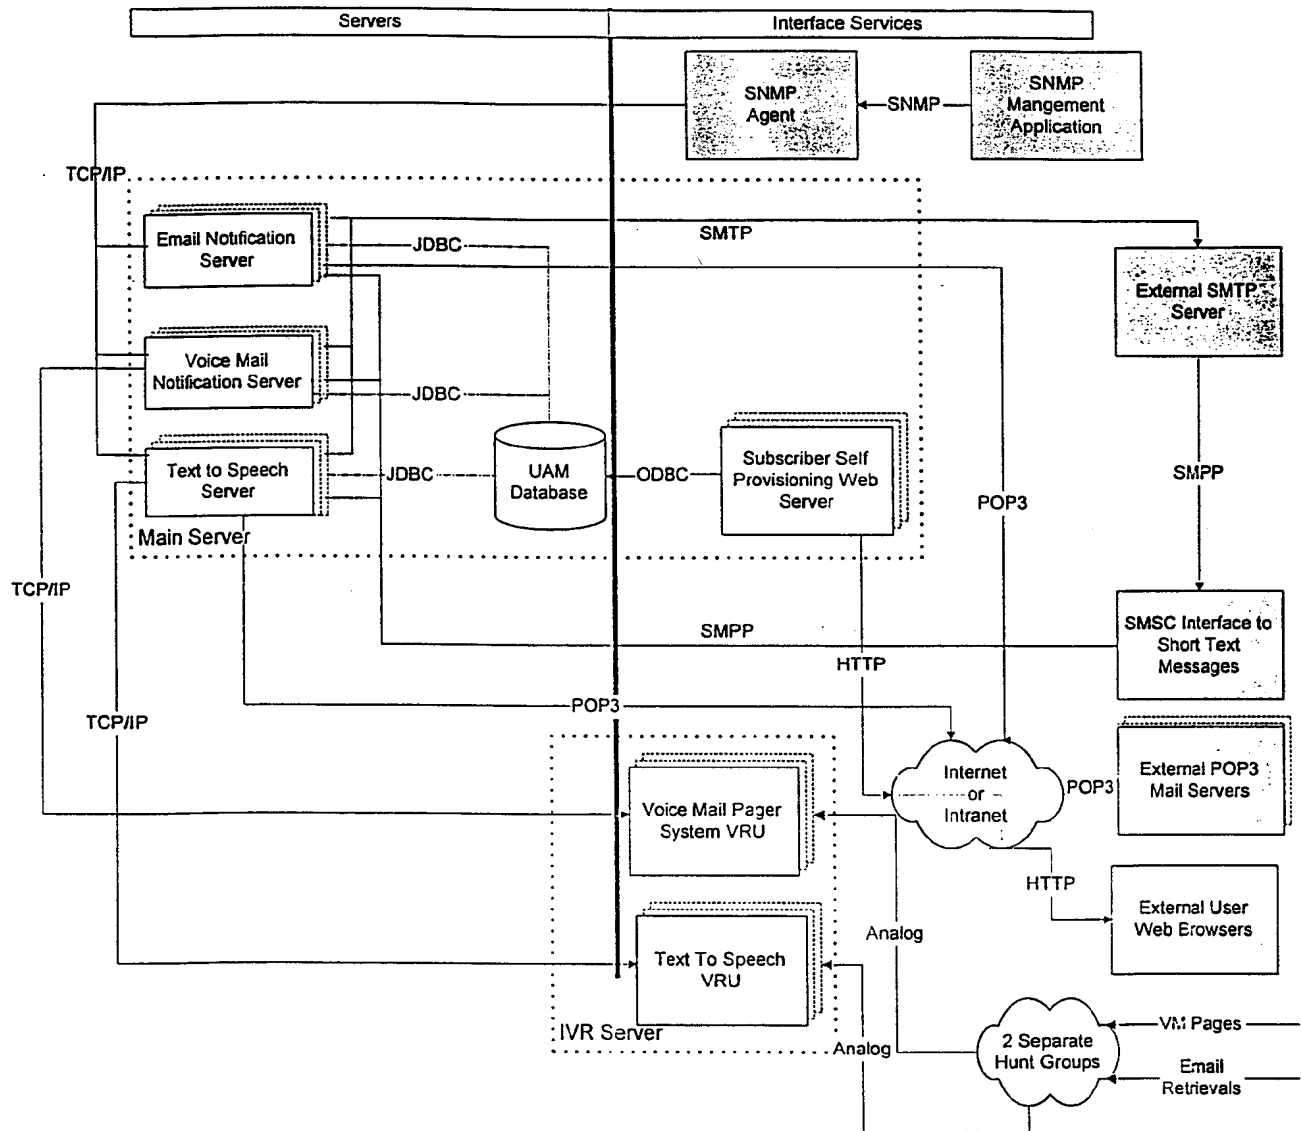 Servers
Interface Services
SNMP
Agent
SNMP
SNMP
Mangement
Application
TCP/IP
Email Notification
Server
JDBC
SMTP
External SMTP
Server
Voice Mail
Notification Server
JDBC
Text to Speech
Server
JDBC
UAM
Database
ODBC
Subscriber Self
Provisioning Web
Server
POP3
SMPP
Main Server
TCP/IP
SMPP
SMSC Interface to
Short Text
Messages
HTTP
TCP/IP
POP3
Internet
or
Intranet
POP3
External POP3
Mail Servers
Voice Mail Pager
System VRU
HTTP
External User
Web Browsers
Analog
Text To Speech
VRU
IVR Server
Analog
2 Separate
Hunt Groups
VM Pages
Email
Retrievals